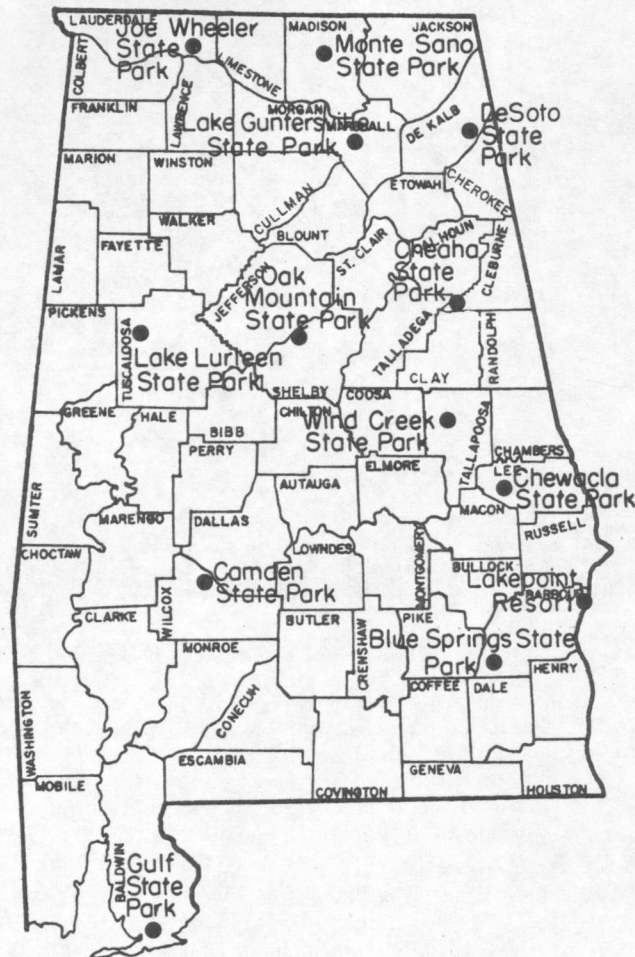 LAUDERDALE
Joe Wheeler
State
Park
COLBERT
LIMESTONE
MADISON
Monte Sano
State Park
JACKSON
FRANKLIN
LAWRENCE
MORGAN
Lake Guntersville
State Park
DE KALB
DeSoto
State
Park
MARION
WINSTON
CULLMAN
ETOWAH
CHEROKEE
WALKER
BLOUNT
ST. CLAIR
LAMAR
FAYETTE
JEFFERSON
Cheaha
State
Park
CLEBURNE
Oak
Mountain
State Park
PICKENS
TUSCALOOSA
Lake Lurleen
State Park
TALLADEGA
RANDOLPH
CLAY
SHELBY
COOSA
GREENE
HALE
BIBB
CHILTON
Wind Creek
State Park
TALLAPOOSA
CHAMBERS
PERRY
ELMORE
LEE
Chewacla
State Park
SUMTER
AUTAUGA
MACON
MARENGO
DALLAS
RUSSELL
CHOCTAW
LOWNDES
MONTGOMERY
BULLOCK
Camden
State Park
Lakepoint
Resort
WILCOX
CLARKE
BUTLER
CRENSHAW
PIKE
Blue Springs State
Park
MONROE
HENRY
COFFEE
DALE
CONECUH
WASHINGTON
ESCAMBIA
GENEVA
MOBILE
COVINGTON
HOUSTON
BALDWIN
Gulf
State
Park